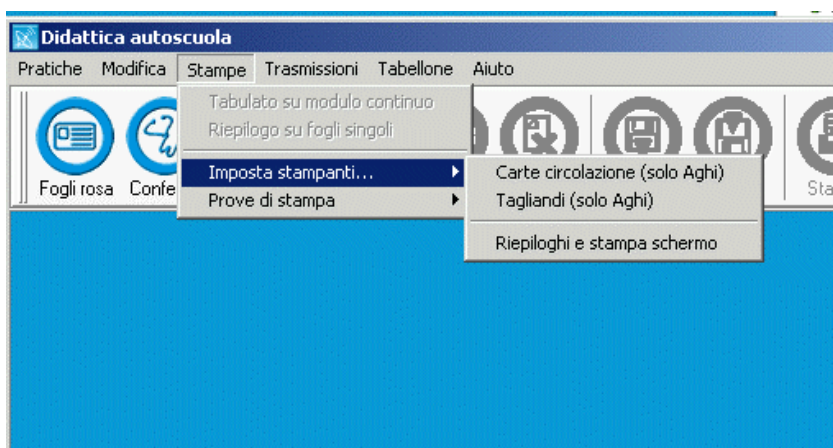 Didattica autoscuola
Pratiche Modifica Stampe Trasmissioni Tabellone Aiuto
Tabulato su modulo continuo
Riepilogo su fogli singoli
Imposta stampanti...
Prove di stampa
Carte circolazione (solo Aghi)
Tagliandi (solo Aghi)
Riepiloghi e stampa schermo
Fogli rosa Confe
Sta